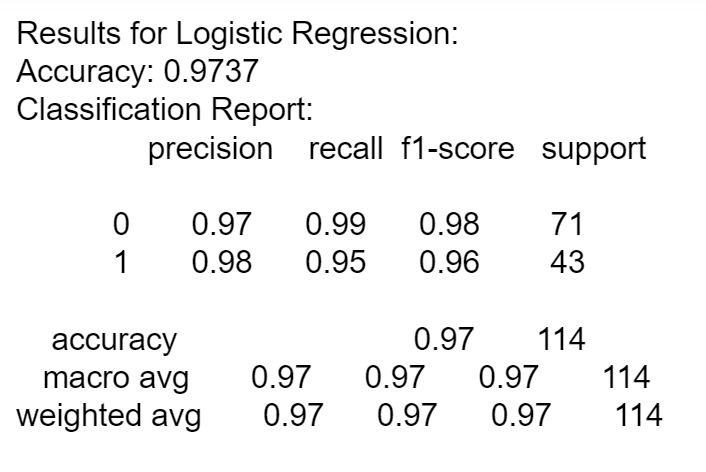 Results for Logistic Regression:
Accuracy: 0.9737
Classification Report:
precision recall f1-score support
0 0.97 0.99 0.98 71
1 0.98 0.95 0.96 43
accuracy 0.97 114
macro avg 0.97 0.97 0.97 114
weighted avg 0.97 0.97 0.97 114